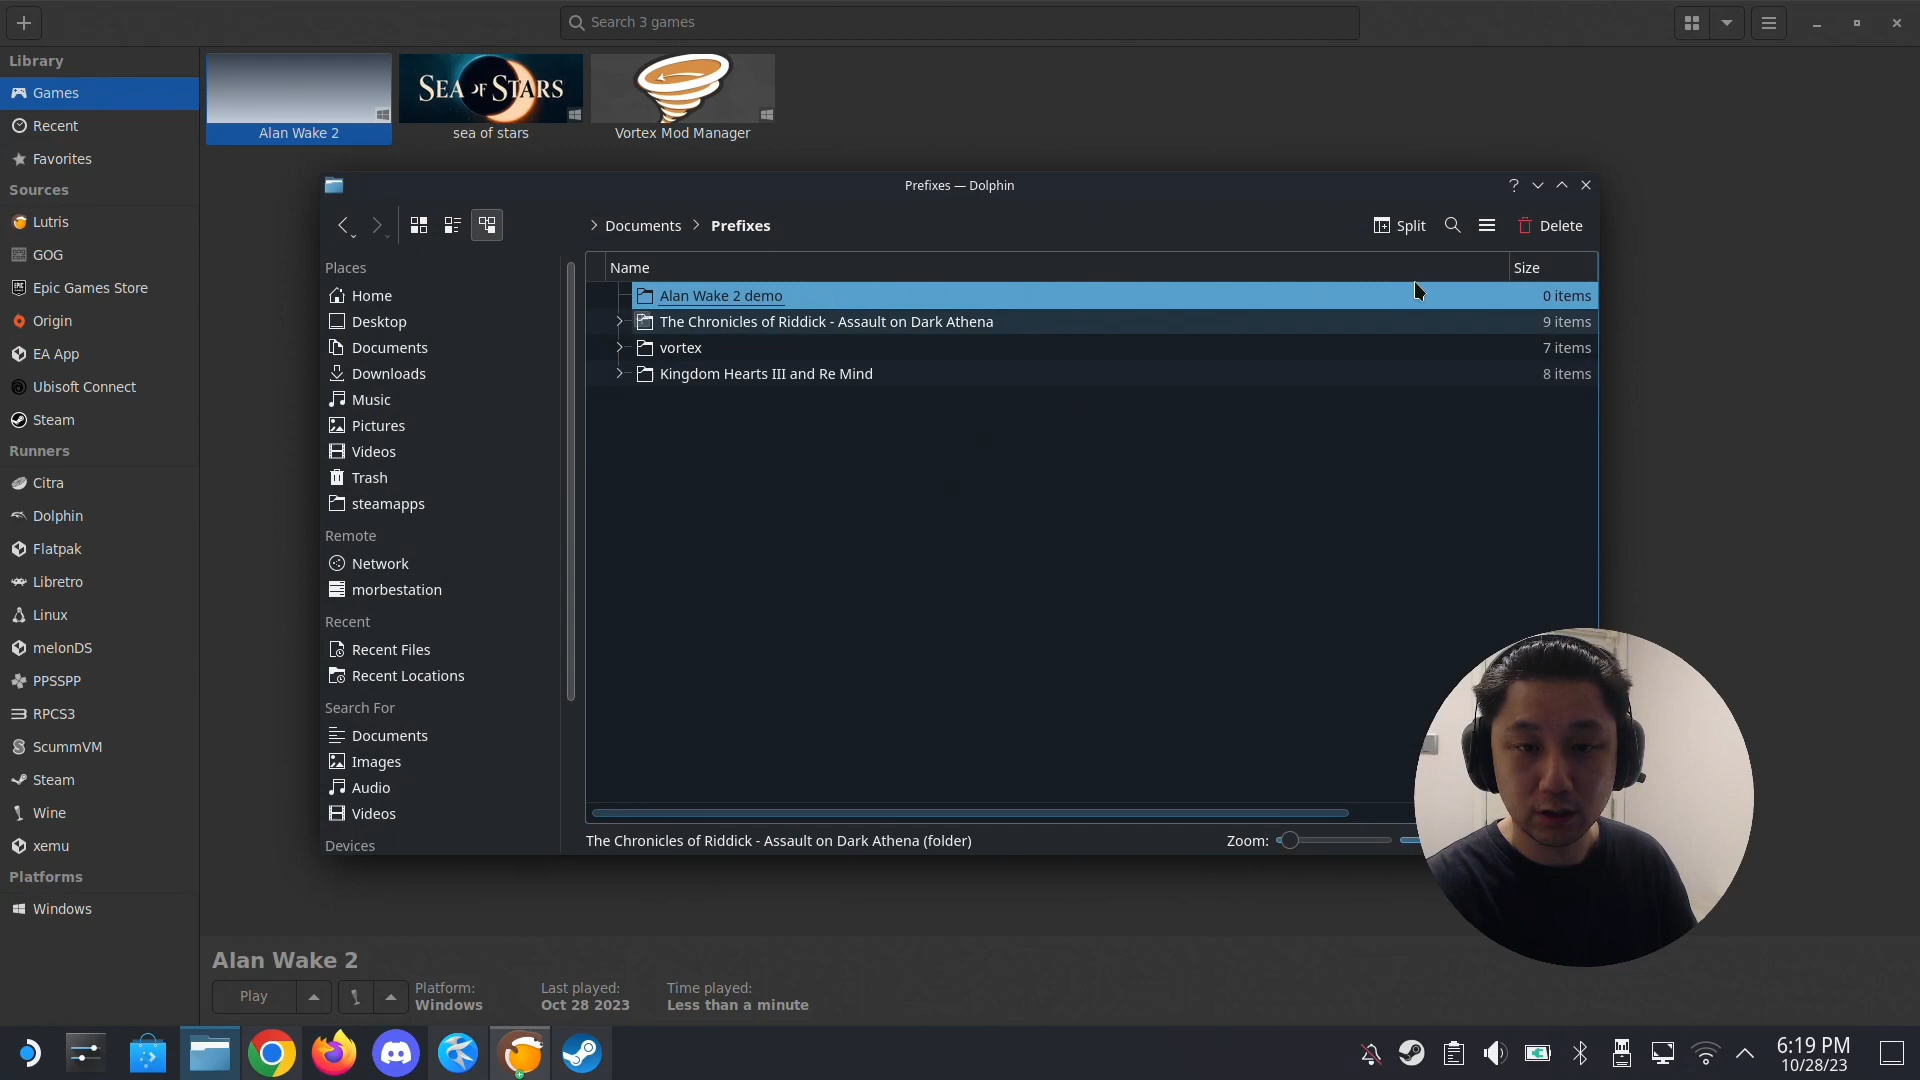 Search 3 games
Library
Games
Recent
Favorites
Sources
Lutris
GOG
Epic Games Store
Origin
EA App
Ubisoft Connect
Steam
Runners
Citra
Dolphin
Flatpak
Libretro
Linux
melonDS
PPSSPP
RPCS3
ScummVM
Steam
Wine
xemu
Platforms
Windows
SEA OF STARS
Alan Wake 2
sea of stars
Vortex Mod Manager
Prefixes — Dolphin
Documents
Prefixes
Split
Delete
Places
Home
Desktop
Documents
Downloads
Music
Pictures
Videos
Trash
steamapps
Remote
Network
morbestation
Recent
Recent Files
Recent Locations
Search For
Documents
Images
Audio
Videos
Devices
Name Size
Alan Wake 2 demo 0 items
The Chronicles of Riddick - Assault on Dark Athena 9 items
vortex 7 items
Kingdom Hearts III and Re Mind 8 items
The Chronicles of Riddick - Assault on Dark Athena (folder)
Zoom:
Alan Wake 2
Play
Platform:
Windows
Last played:
Oct 28 2023
Time played:
Less than a minute
6:19 PM
10/28/23